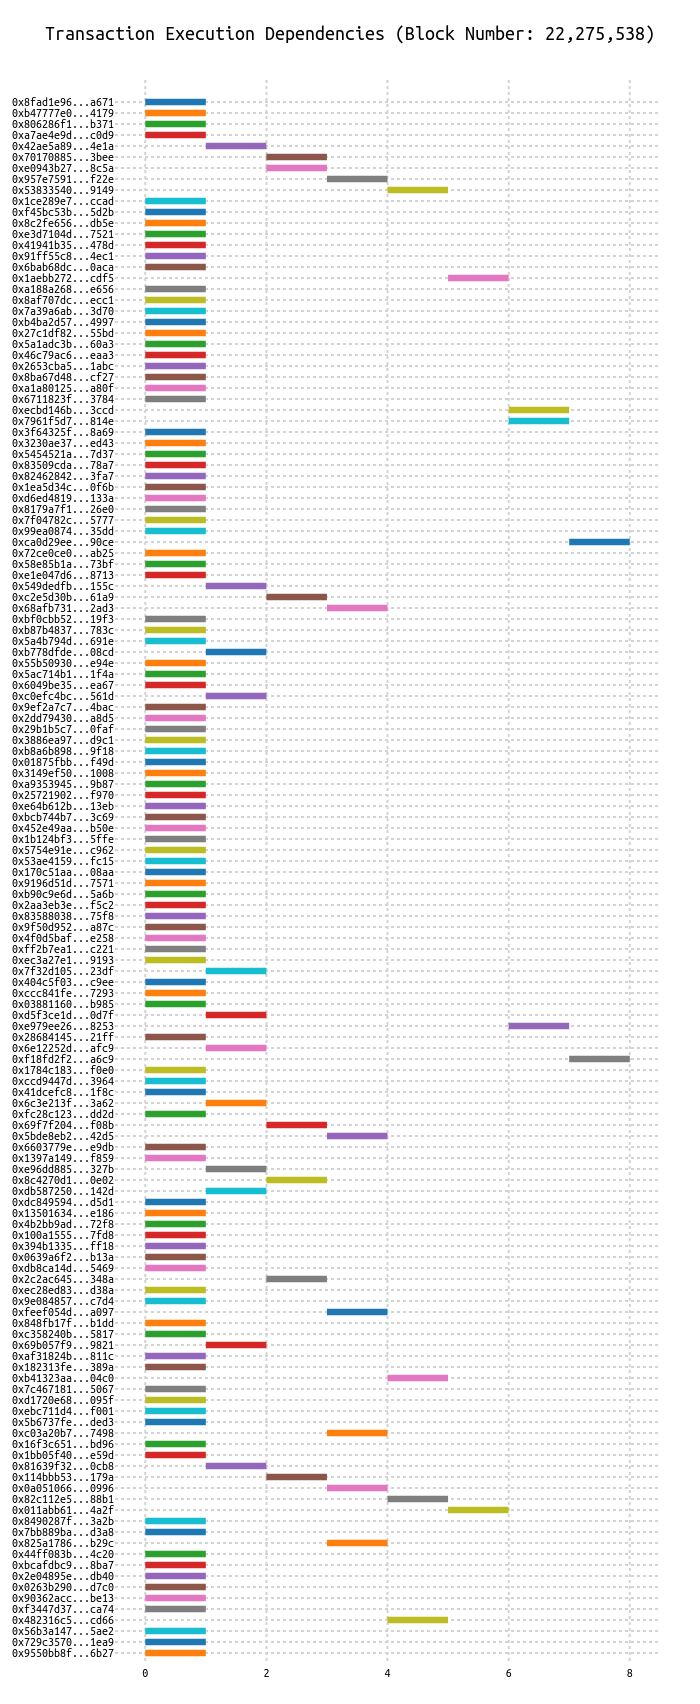 Transaction Execution Dependencies (Block Number: 22,275,538)
0x8fad1e96...a671
0xb47777e0...4179
0x806286f1...b371
0xa7ae4e9d...c0d9
0x42ae5a89...4e1a
0x70170885...3bee
0xe0943b27...8c5a
0x957e7591...f22e
0x53833540...9149
0x1ce289e7...ccad
0xf45bc53b...5d2b
0x8c2fe656...db5e
0xe3d7104d...7521
0x41941b35...478d
0x91ff55c8...4ec1
0x6bab68dc...0aca
0x1aebb272...cdf5
0xa188a268...e656
0x8af707dc...ecc1
0x7a39a6ab...3d70
0xb4ba2d57...4997
0x27c1df82...55bd
0x5a1adc3b...60a3
0x46c79ac6...eaa3
0x2653cba5...1abc
0x8ba67d48...cf27
0xa1a80125...a80f
0x6711823f...3784
0xecbd146b...3ccd
0x7961f5d7...814e
0x3f64325f...8a69
0x3230ae37...ed43
0x5454521a...7d37
0x83509cda...78a7
0x82462842...3fa7
0x1ea5d34c...0f6b
0xd6ed4819...133a
0x8179a7f1...26e0
0x7f04782c...5777
0x99ea0874...35dd
0xca0d29ee...90ce
0x72ce0ce0...ab25
0x58e85b1a...73bf
0xe1e047d6...8713
0x549dedfb...155c
0xc2e5d30b...61a9
0x68afb731...2ad3
0xbf0cbb52...19f3
0xb87b4837...783c
0x5a4b794d...691e
0xb778dfde...08cd
0x55b50930...e94e
0x5ac714b1...1f4a
0x6049be35...ea67
0xc0efc4bc...561d
0x9ef2a7c7...4bac
0x2dd79430...a8d5
0x29b1b5c7...0faf
0x3886ea97...d9c1
0xb8a6b898...9f18
0x01875fbb...f49d
0x3149ef50...1008
0xa9353945...9b87
0x25721902...f970
0xe64b612b...13eb
0xbcb744b7...3c69
0x452e49aa...b50e
0x1b124bf3...5ffe
0x5754e91e...c962
0x53ae4159...fc15
0x170c51aa...08aa
0x9196d51d...7571
0xb90c9e6d...5a6b
0x2aa3eb3e...f5c2
0x83588038...75f8
0x9f50d952...a87c
0x4f0d5baf...e258
0xff2b7ea1...c221
0xec3a27e1...9193
0x7f32d105...23df
0x404c5f03...c9ee
0xccc841fe...7293
0x03881160...b985
0xd5f3ce1d...0d7f
0xe979ee26...8253
0x28684145...21ff
0x6e12252d...afc9
0xf18fd2f2...a6c9
0x1784c183...f0e0
0xccd9447d...3964
0x41dcefc8...1f8c
0x6c3e213f...3a62
0xfc28c123...dd2d
0x69f7f204...f08b
0x5bde8eb2...42d5
0x6603779e...e9db
0x1397a149...f859
0xe96dd885...327b
0x8c4270d1...0e02
0xdb587250...142d
0xdc849594...d5d1
0x13501634...e186
0x4b2bb9ad...72f8
0x100a1555...7fd8
0x394b1335...ff18
0x0639a6f2...b13a
0xdb8ca14d...5469
0x2c2ac645...348a
0xec28ed83...d38a
0x9e084857...c7d4
0xfeef054d...a097
0x848fb17f...b1dd
0xc358240b...5817
0x69b057f9...9821
0xaf31824b...811c
0x182313fe...389a
0xb41323aa...04c0
0x7c467181...5067
0xd1720e68...095f
0xebc711d4...f001
0x5b6737fe...ded3
0xc03a20b7...7498
0x16f3c651...bd96
0x1bb05f40...e59d
0x81639f32...0cb8
0x114bbb53...179a
0x0a051066...0996
0x82c112e5...88b1
0x011abb61...4a2f
0x8490287f...3a2b
0x7bb889ba...d3a8
0x825a1786...b29c
0x44ff083b...4c20
0xbcafdbc9...8ba7
0x2e04895e...db40
0x0263b290...d7c0
0x90362acc...be13
0xf3447d37...ca74
0x482316c5...cd66
0x56b3a147...5ae2
0x729c3570...1ea9
0x9550bb8f...6b27
0 2 4 6 8